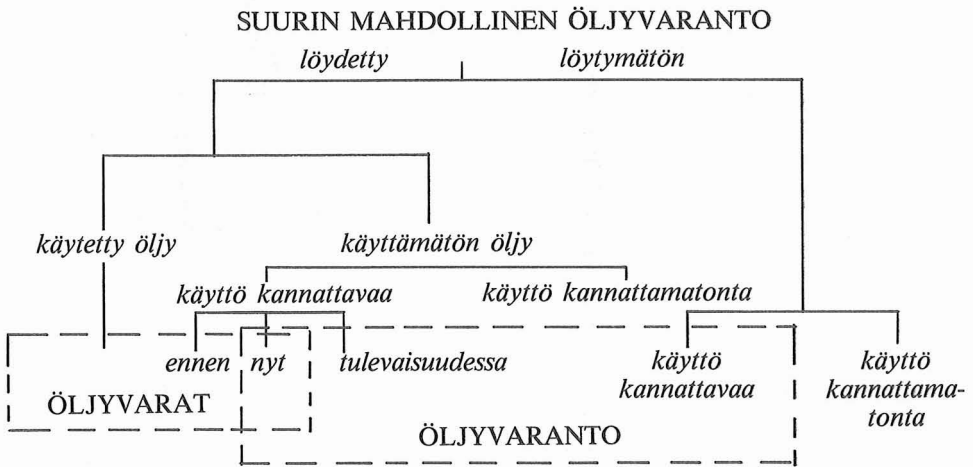 SUURIN MAHDOLLINEN ÖLJYVARANTO
löydetty löytymätön
käytetty öljy käyttämätön öljy
käyttö kannattavaa käyttö kannattamatonta
ennen nyt tulevaisuudessa käyttö käyttö
kannattavaa kannattama-
tonta
ÖLJYVARAT
ÖLJYVARANTO